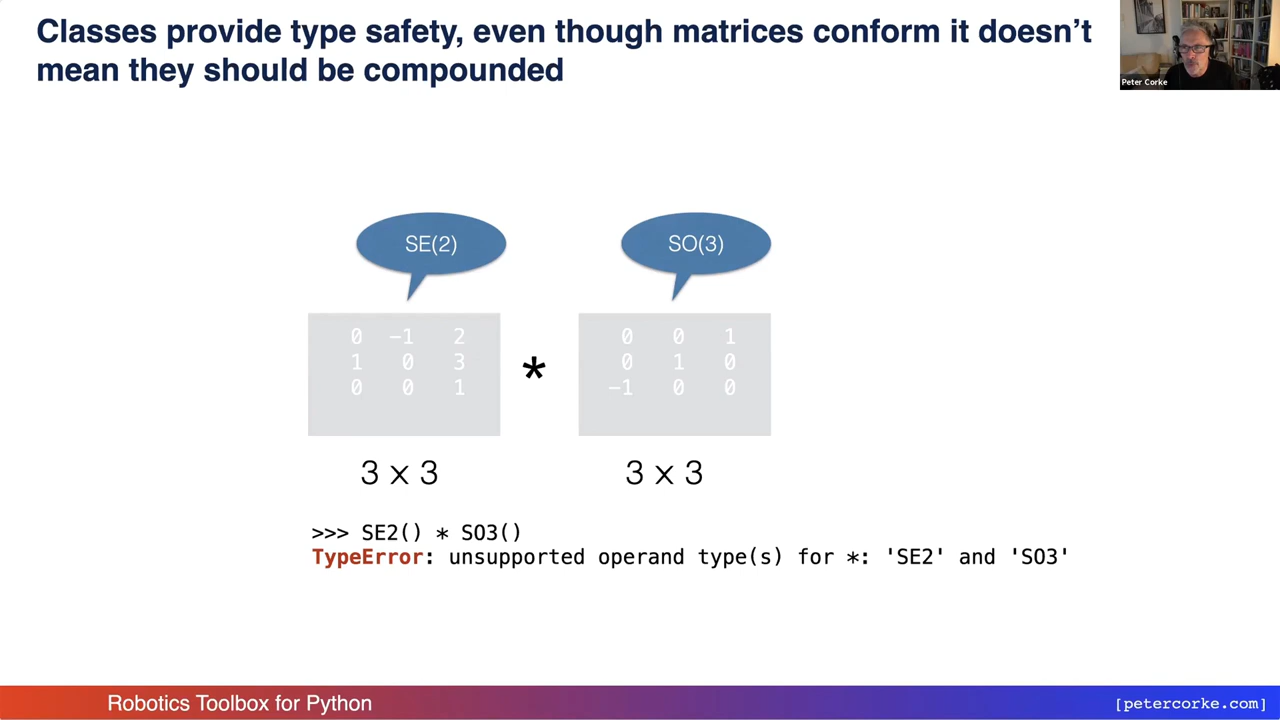 Classes provide type safety, even though matrices conform it doesn’t
mean they should be compounded
Peter Corke
SE(2)
SO(3)
0 −1 2
1 0 3
0 0 1
*
0 0 1
0 1 0
−1 0 0
3 x 3
3 x 3
>>> SE2() * SO3()
TypeError: unsupported operand type(s) for *: 'SE2' and 'SO3'
Robotics Toolbox for Python
[petercorke.com]